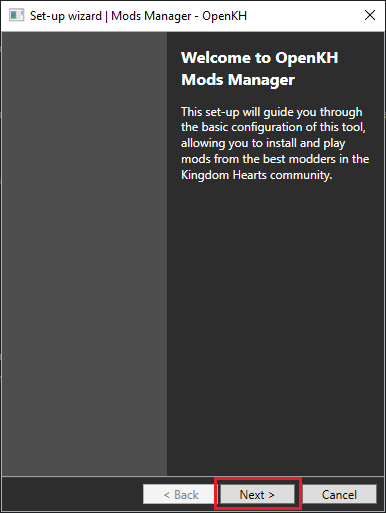 Set-up wizard | Mods Manager - OpenKH
Welcome to OpenKH
Mods Manager
This set-up will guide you through
the basic configuration of this tool,
allowing you to install and play
mods from the best modders in the
Kingdom Hearts community.
< Back
Next >
Cancel